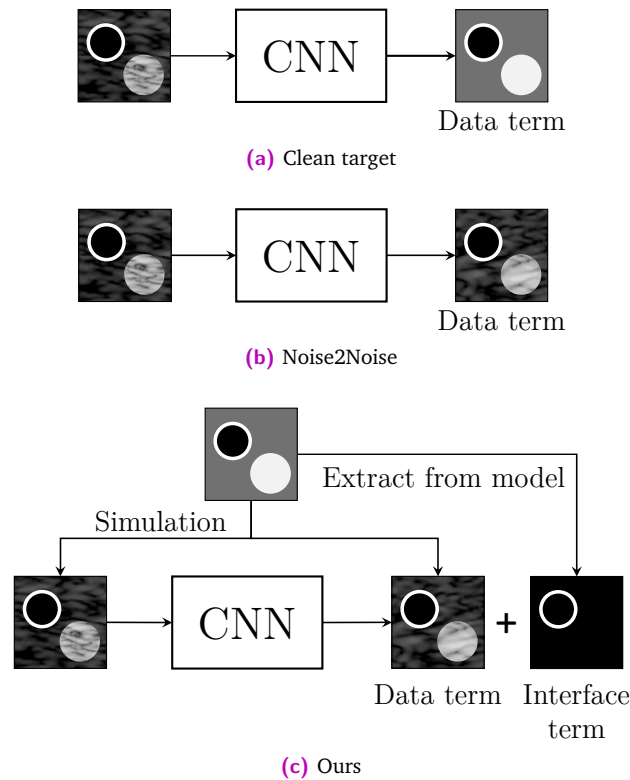 CNN
Data term
(a) Clean target
CNN
Data term
(b) Noise2Noise
Extract from model
Simulation
CNN
+
Data term
Interface
term
(c) Ours